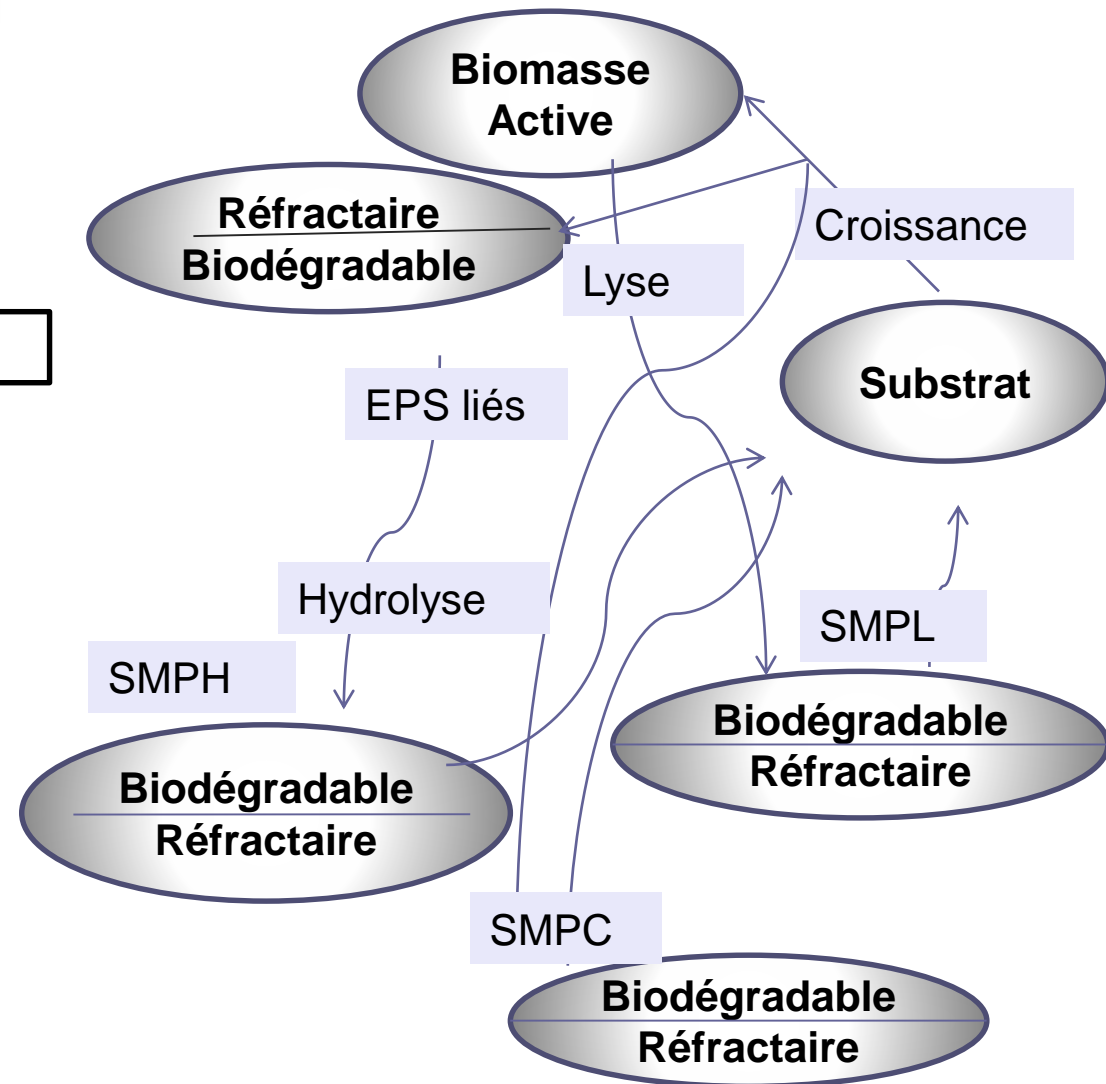 Biomasse
Active
Réfractaire
Biodégradable
Croissance
Lyse
EPS liés
Substrat
Hydrolyse
SMPL
SMPH
Biodégradable
Réfractaire
Biodégradable
Réfractaire
SMPC
Biodégradable
Réfractaire